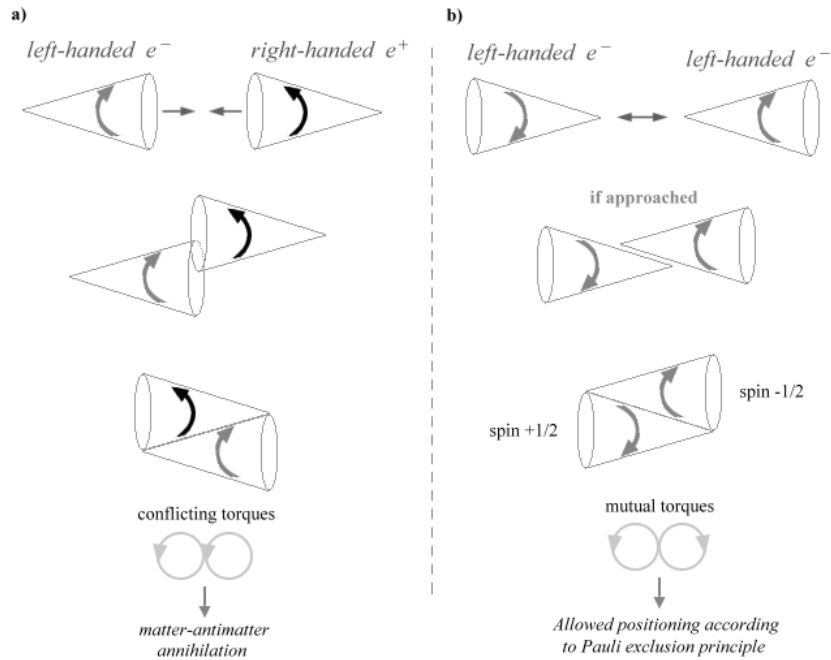 a)
left-handed e⁻
right-handed e⁺
conflicting torques
matter-antimatter
annihilation
b)
left-handed e⁻
left-handed e⁻
if approached
spin -1/2
spin +1/2
mutual torques
Allowed positioning according
to Pauli exclusion principle